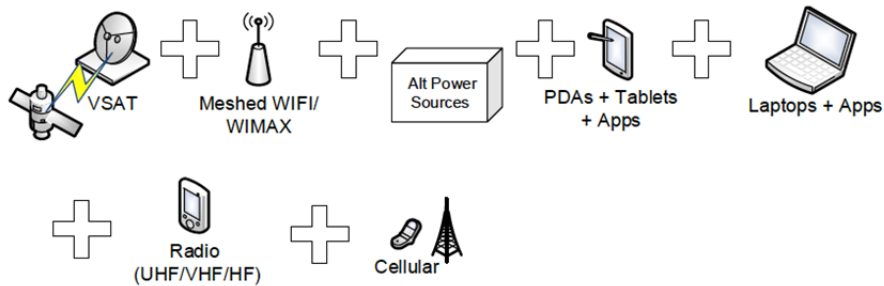 VSAT
Meshed WIFI/
WIMAX
Alt Power
Sources
PDAs + Tablets
+ Apps
Laptops + Apps
Radio
(UHF/VHF/HF)
Cellular